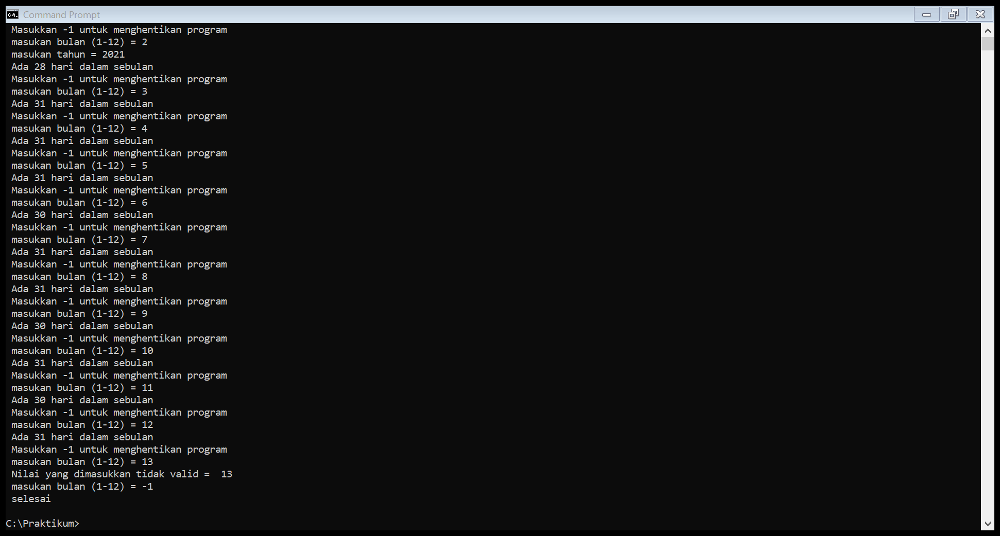 Command Prompt
Masukkan -1 untuk menghentikan program
masukan bulan (1-12) = 2
masukan tahun = 2021
Ada 28 hari dalam sebulan
Masukkan -1 untuk menghentikan program
masukan bulan (1-12) = 3
Ada 31 hari dalam sebulan
Masukkan -1 untuk menghentikan program
masukan bulan (1-12) = 4
Ada 31 hari dalam sebulan
Masukkan -1 untuk menghentikan program
masukan bulan (1-12) = 5
Ada 31 hari dalam sebulan
Masukkan -1 untuk menghentikan program
masukan bulan (1-12) = 6
Ada 30 hari dalam sebulan
Masukkan -1 untuk menghentikan program
masukan bulan (1-12) = 7
Ada 31 hari dalam sebulan
Masukkan -1 untuk menghentikan program
masukan bulan (1-12) = 8
Ada 31 hari dalam sebulan
Masukkan -1 untuk menghentikan program
masukan bulan (1-12) = 9
Ada 30 hari dalam sebulan
Masukkan -1 untuk menghentikan program
masukan bulan (1-12) = 10
Ada 31 hari dalam sebulan
Masukkan -1 untuk menghentikan program
masukan bulan (1-12) = 11
Ada 30 hari dalam sebulan
Masukkan -1 untuk menghentikan program
masukan bulan (1-12) = 12
Ada 31 hari dalam sebulan
Masukkan -1 untuk menghentikan program
masukan bulan (1-12) = 13
Nilai yang dimasukkan tidak valid =  13
masukan bulan (1-12) = -1
selesai
C:\Praktikum>